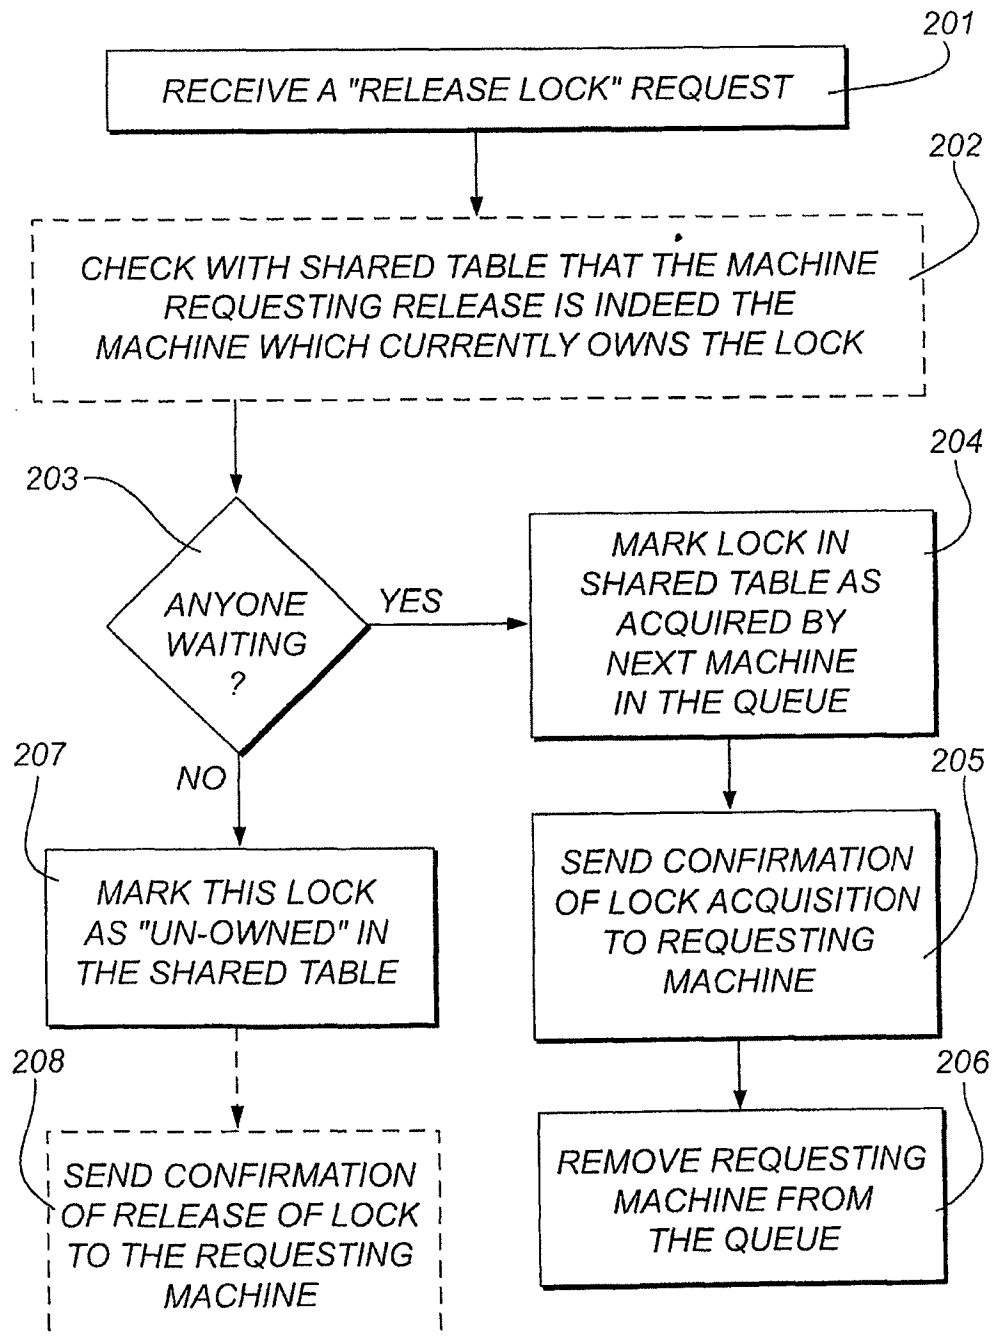 201
RECEIVE A "RELEASE LOCK" REQUEST
202
CHECK WITH SHARED TABLE THAT THE MACHINE
REQUESTING RELEASE IS INDEED THE
MACHINE WHICH CURRENTLY OWNS THE LOCK
203
ANYONE
WAITING
?
YES
NO
204
MARK LOCK IN
SHARED TABLE AS
ACQUIRED BY
NEXT MACHINE
IN THE QUEUE
205
SEND CONFIRMATION
OF LOCK ACQUISITION
TO REQUESTING
MACHINE
206
REMOVE REQUESTING
MACHINE FROM
THE QUEUE
207
MARK THIS LOCK
AS "UN-OWNED" IN
THE SHARED TABLE
208
SEND CONFIRMATION
OF RELEASE OF LOCK
TO THE REQUESTING
MACHINE